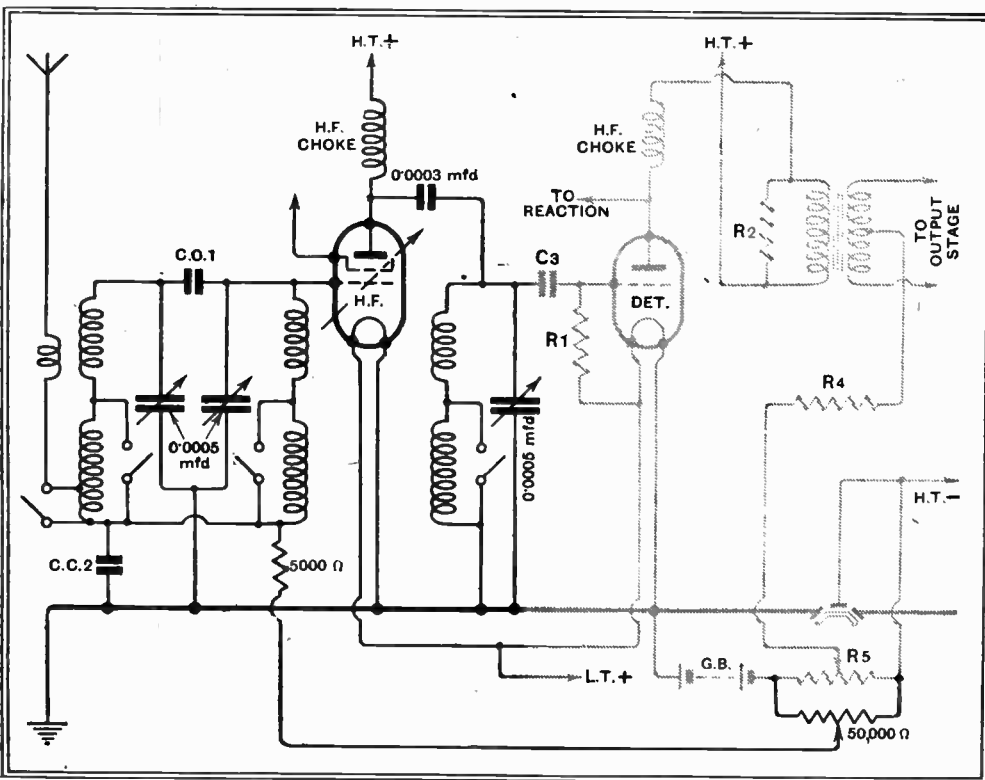 H.T.+
H.T.+
H.F.
CHOKE
H.F.
CHOKE
0·0003 mfd
TO
REACTION
R2
TO
OUTPUT
STAGE
C.O.1
H.F.
C3
DET.
R1
R4
0·0005
mfd
0·0005 mfd
H.T.-
C.C.2
5000 Ω
R5
G.B.
L.T.+
50,000 Ω